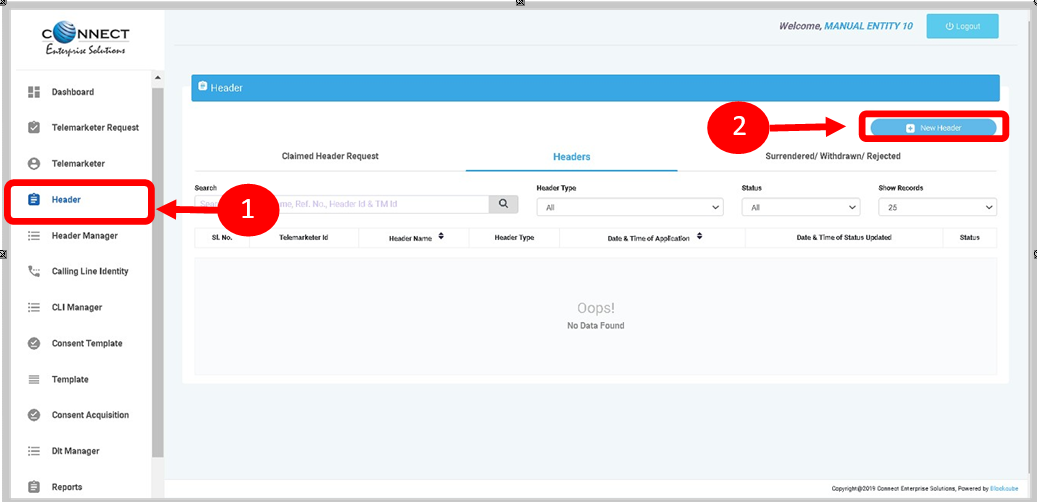 CONNECT
Enterprise Solutions
Welcome, MANUAL ENTITY 10
Logout
Dashboard
Telemarketer Request
Telemarketer
Header
Header Manager
Calling Line Identity
CLI Manager
Consent Template
Template
Consent Acquisition
Dlt Manager
Reports
1
Header
2
New Header
Claimed Header Request
Headers
Surrendered/ Withdrawn/ Rejected
Search
Header Type
Status
Show Records
Ref. No., Header Id & TM Id
All
All
25
Sl. No.
Telemarketer Id
Header Name
Header Type
Date & Time of Application
Date & Time of Status Updated
Status
Oops!
No Data Found
Copyright@2019 Connect Enterprise Solutions, Powered by